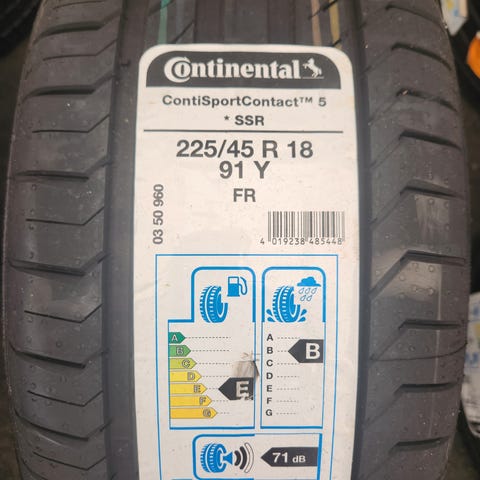 Continental
ContiSportContact™ 5
* SSR
225/45 R 18
91 Y
FR
03 50 960
4 019238 485448
A
B
C
D
E
F
G
E
A
B
C
D
E
F
G
B
71 dB